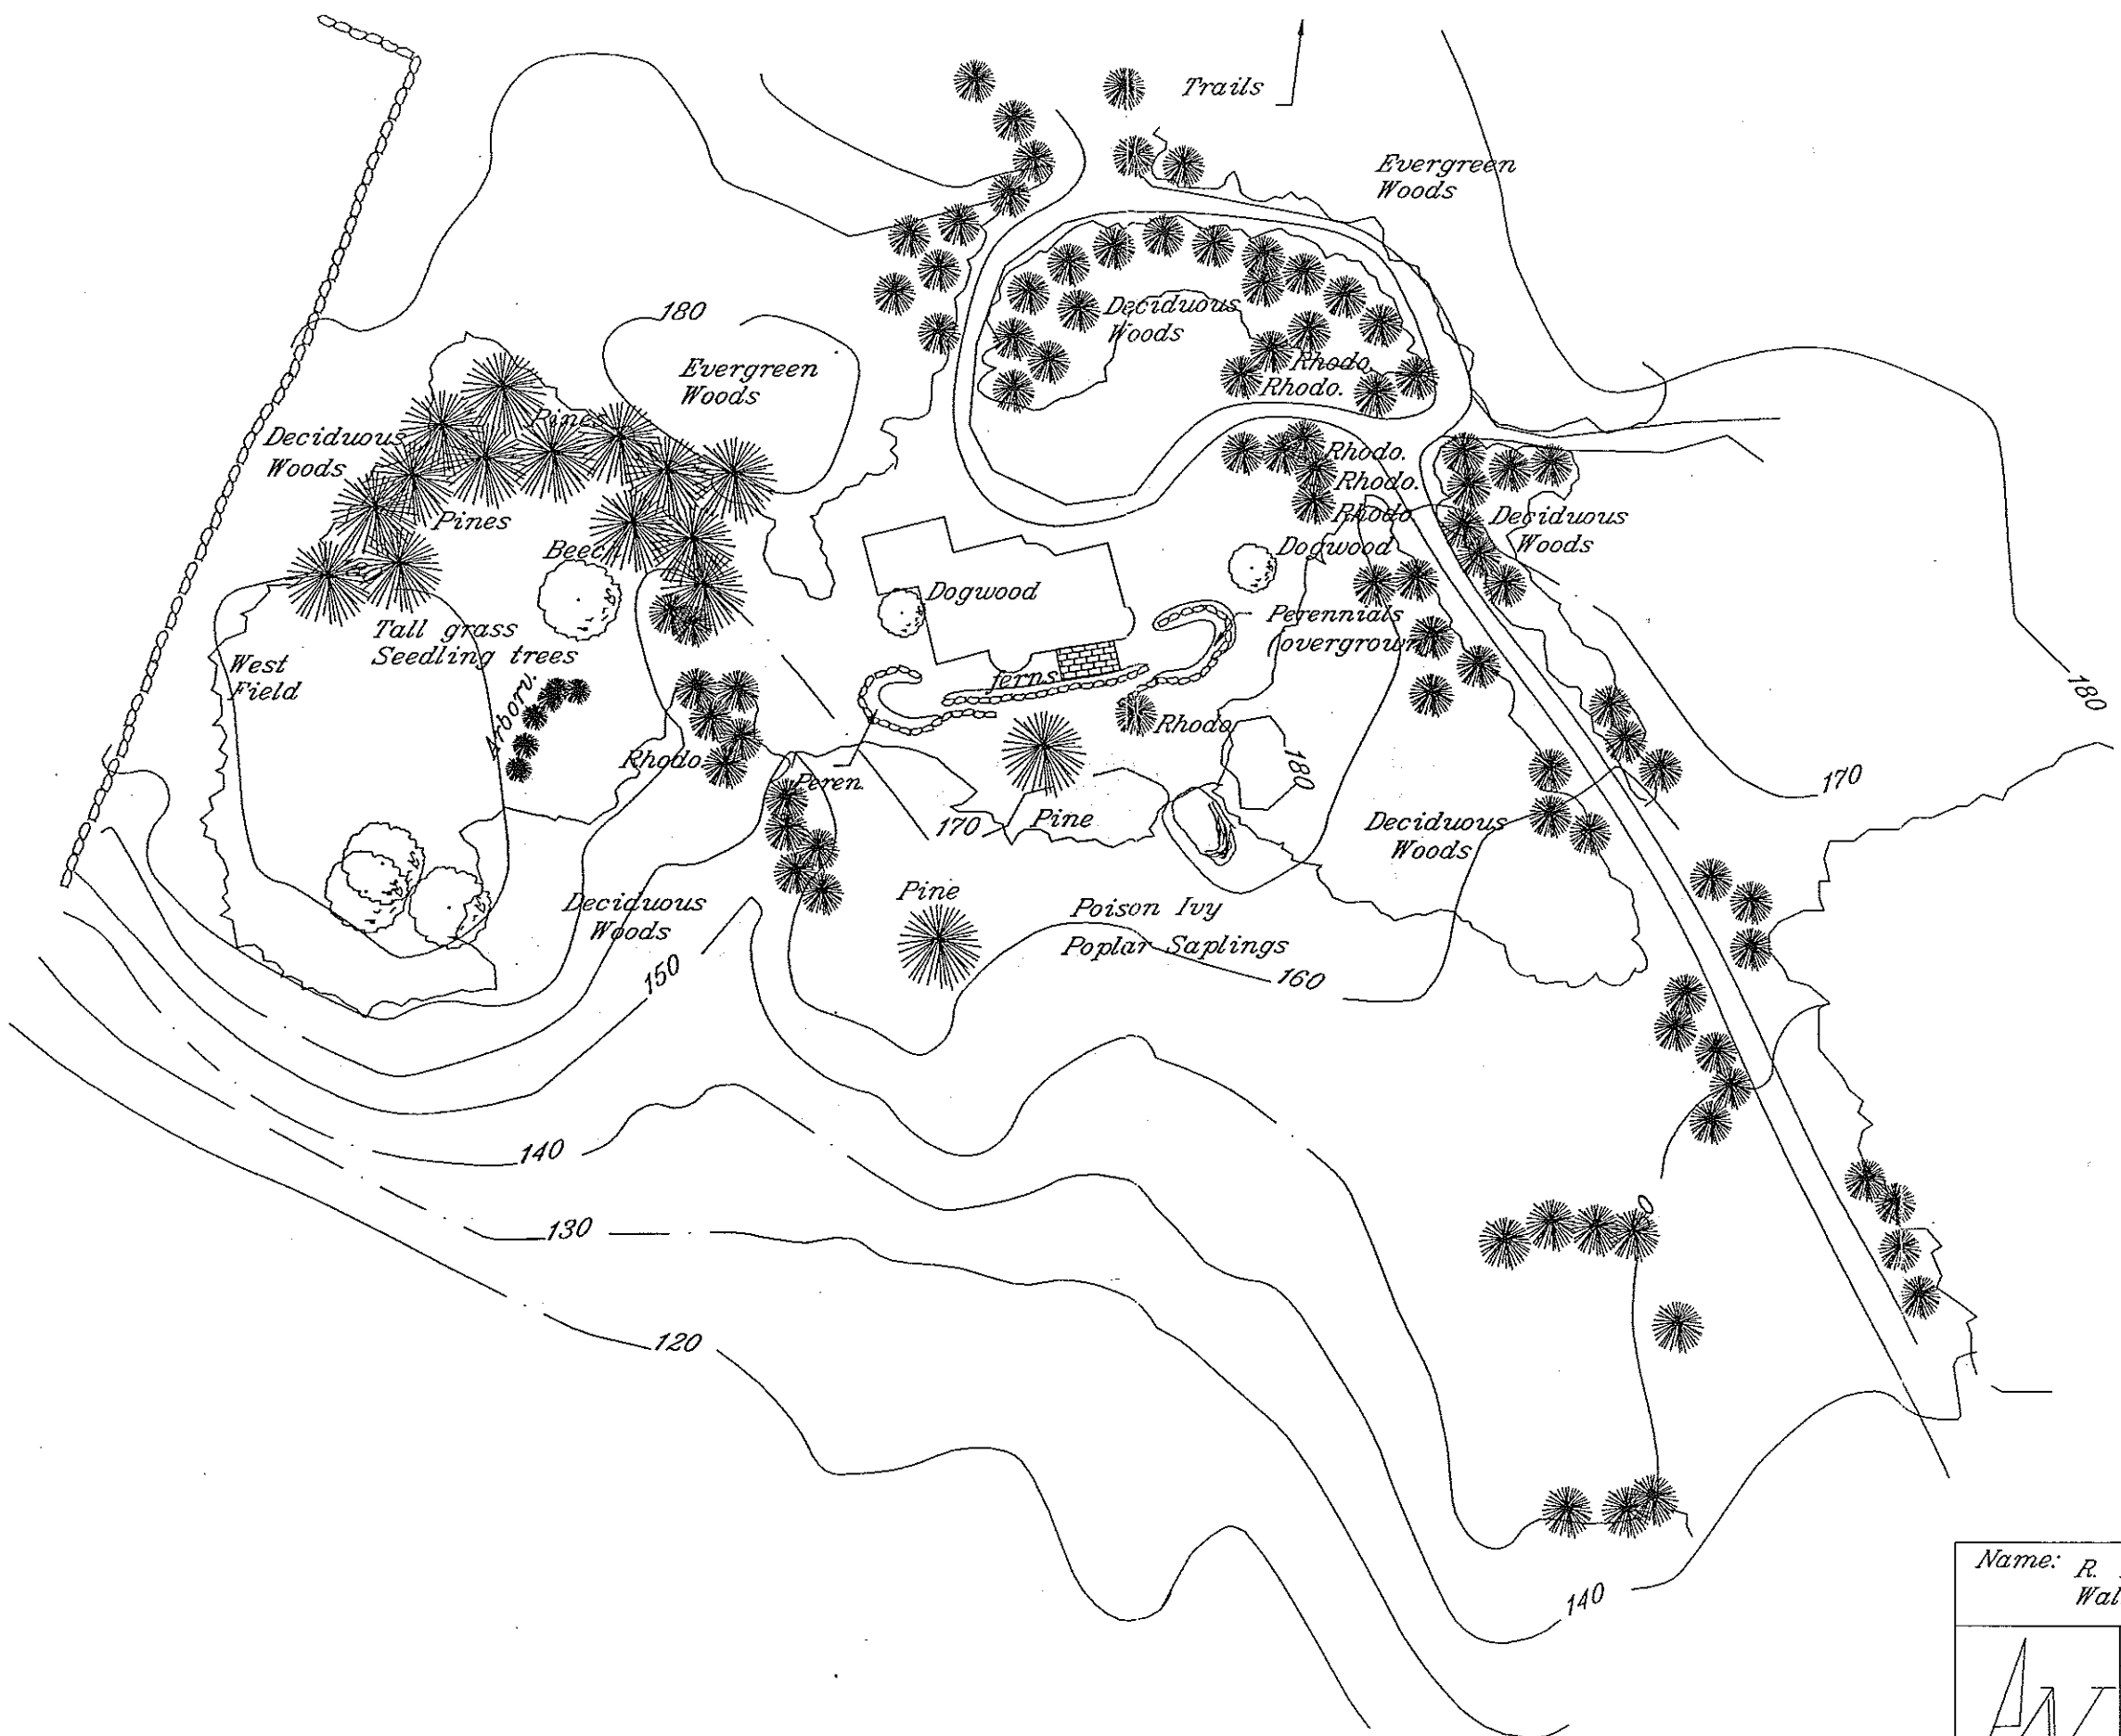 Trails
Evergreen
Woods
Deciduous
Woods
180
Evergreen
Woods
Rhodo.
Rhodo.
Pines
Deciduous
Woods
Rhodo.
Rhodo.
Rhodo
Pines
Deciduous
Woods
Beech
Dogwood
Dogwood
Perennials
(overgrown)
Tall grass
Seedling trees
West
Field
ferns
Arborv.
180
Rhodo
Rhodo.
180
Peren.
170
170
Pine
Deciduous
Woods
Pine
Poison Ivy
Deciduous
Woods
Poplar Saplings
150
160
140
130
120
140
Name: R.
Wal
AW